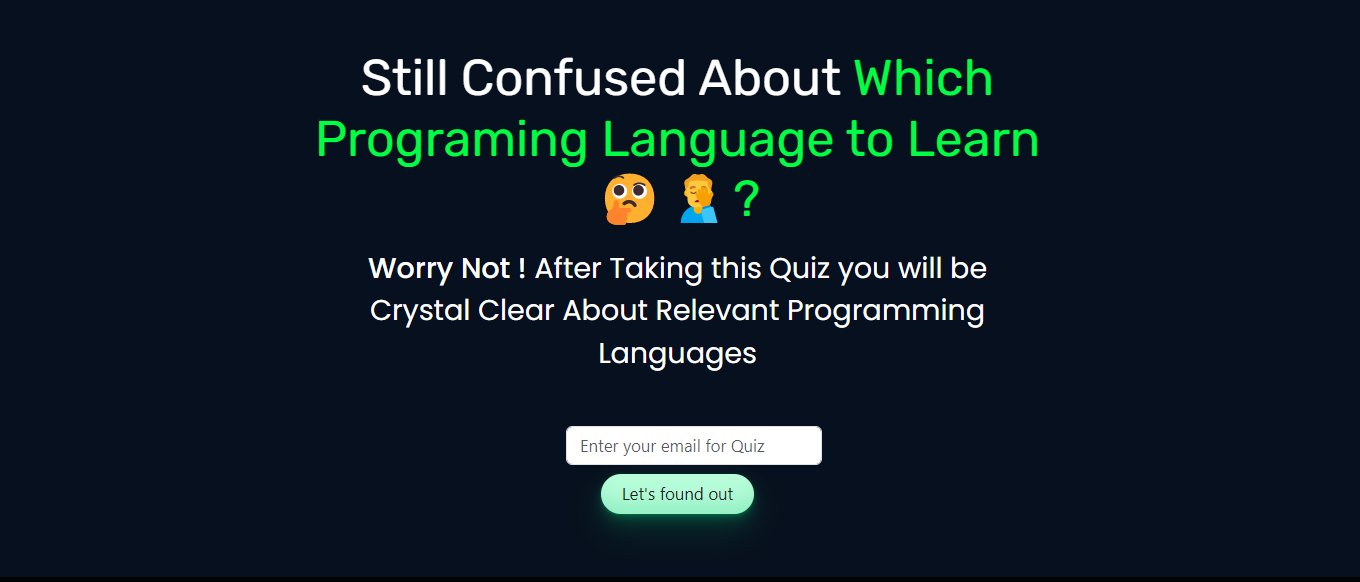 Still Confused About Which
Programing Language to Learn
🤔 🤦‍♂️ ?
Worry Not ! After Taking this Quiz you will be
Crystal Clear About Relevant Programming
Languages
Enter your email for Quiz
Let's found out